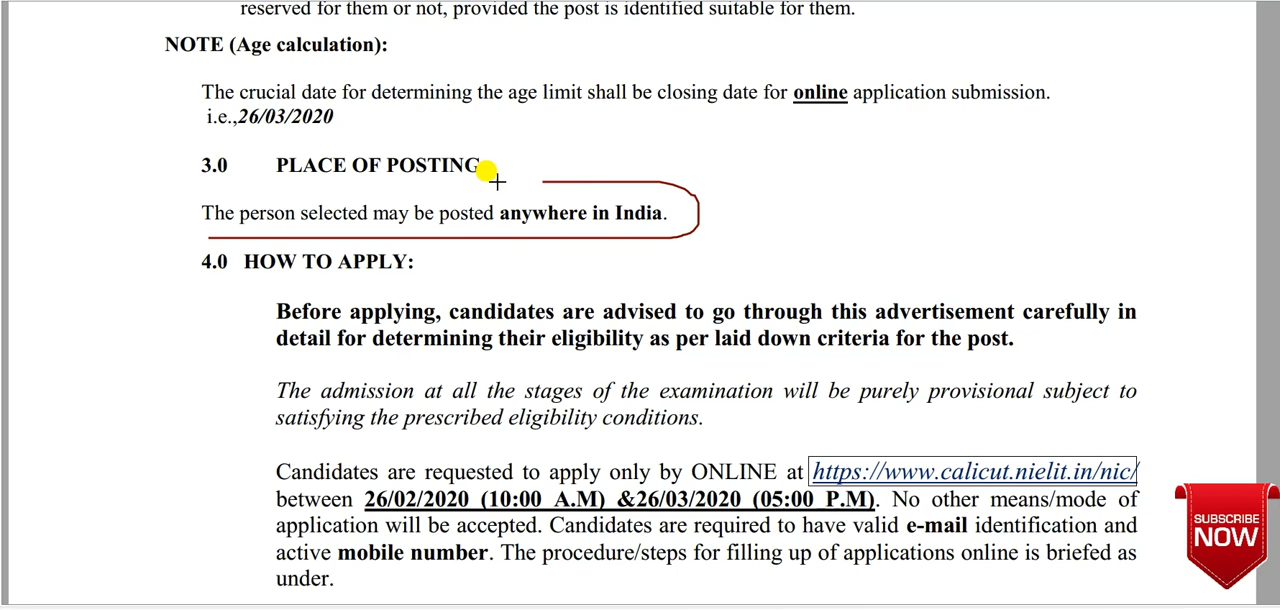 reserved for them or not, provided the post is identified suitable for them.
NOTE (Age calculation):
The crucial date for determining the age limit shall be closing date for online application submission.
i.e.,26/03/2020
3.0 PLACE OF POSTING
The person selected may be posted anywhere in India.
4.0 HOW TO APPLY:
Before applying, candidates are advised to go through this advertisement carefully in
detail for determining their eligibility as per laid down criteria for the post.
The admission at all the stages of the examination will be purely provisional subject to
satisfying the prescribed eligibility conditions.
Candidates are requested to apply only by ONLINE at https://www.calicut.nielit.in/nic/
between 26/02/2020 (10:00 A.M) &26/03/2020 (05:00 P.M). No other means/mode of
application will be accepted. Candidates are required to have valid e-mail identification and
active mobile number. The procedure/steps for filling up of applications online is briefed as
under.
SUBSCRIBE
NOW